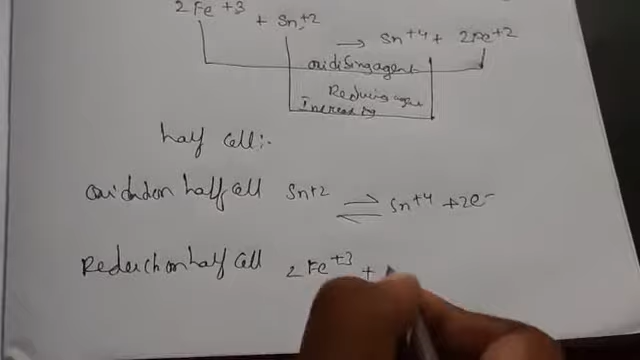 2Fe+3 + Sn+2 → Sn+4 + 2Fe+2
oxidising agent
Reducing agent
Increasing
half cell:-
oxidation half cell Sn+2 ⇌ Sn+4 + 2e-
Reduction half cell 2Fe+3 +